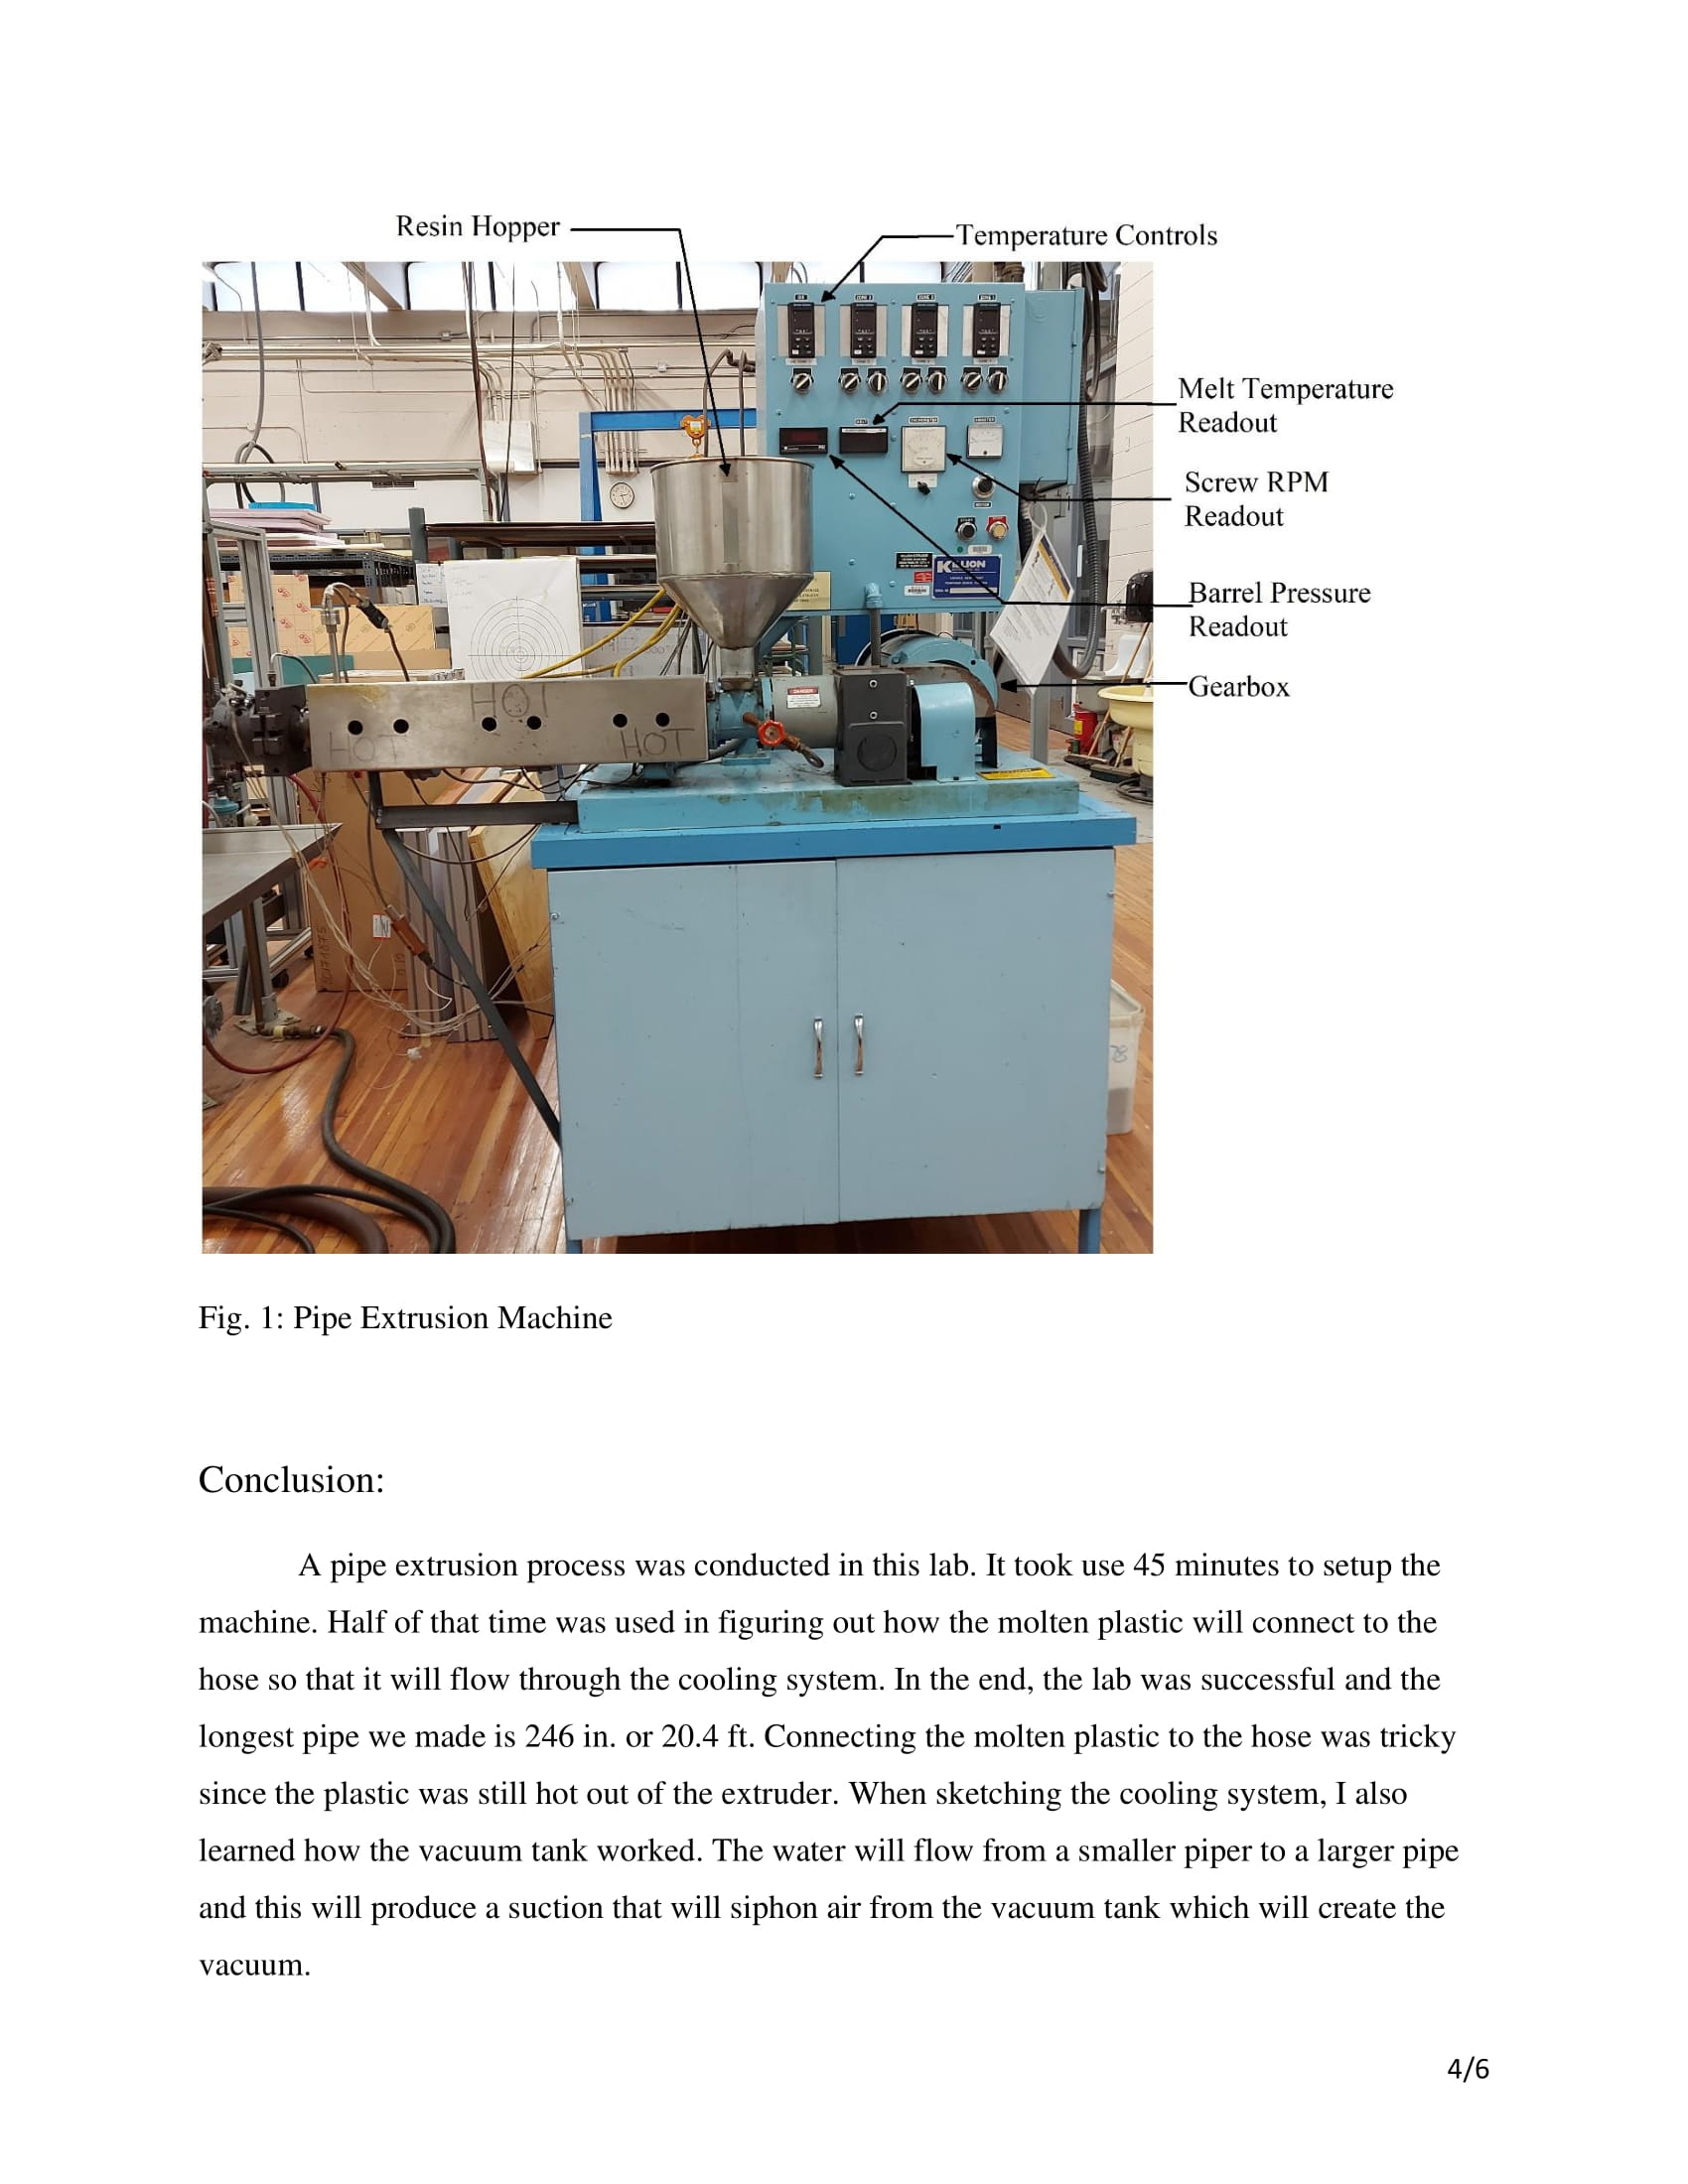 Resin Hopper
Temperature Controls
Melt Temperature
Readout
Screw RPM
Readout
Barrel Pressure
Readout
Gearbox
KILLION
HOT
HOT
HOT
Fig. 1: Pipe Extrusion Machine
Conclusion:
A pipe extrusion process was conducted in this lab. It took use 45 minutes to setup the
machine. Half of that time was used in figuring out how the molten plastic will connect to the
hose so that it will flow through the cooling system. In the end, the lab was successful and the
longest pipe we made is 246 in. or 20.4 ft. Connecting the molten plastic to the hose was tricky
since the plastic was still hot out of the extruder. When sketching the cooling system, I also
learned how the vacuum tank worked. The water will flow from a smaller piper to a larger pipe
and this will produce a suction that will siphon air from the vacuum tank which will create the
vacuum.
4/6